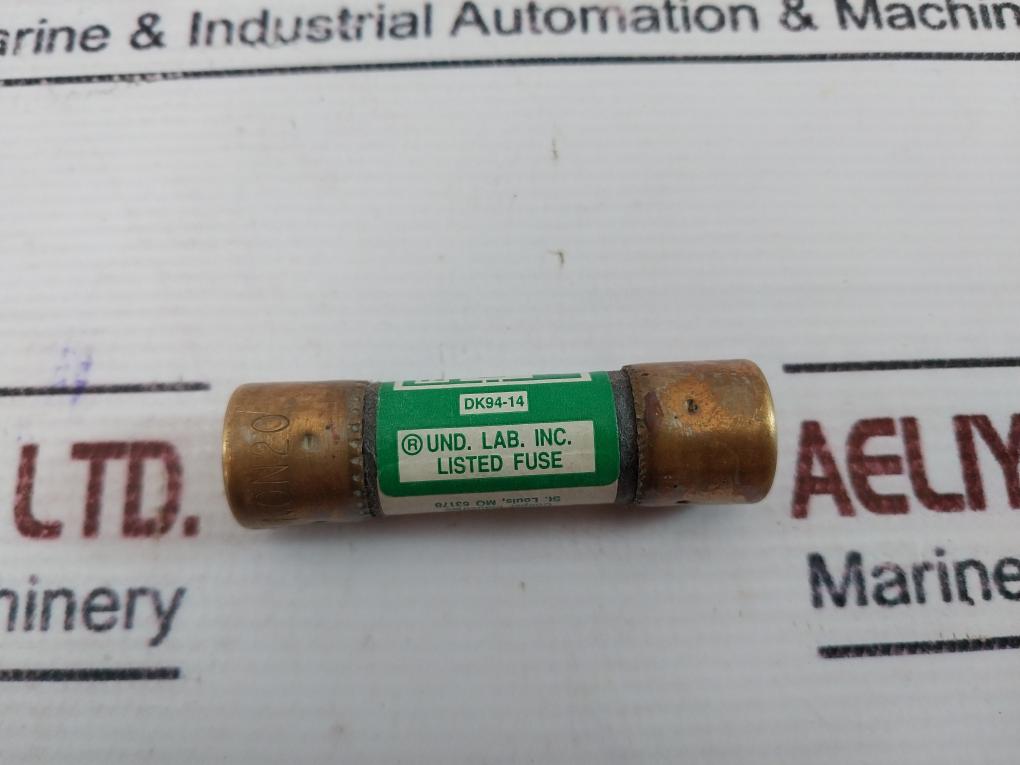 arine & Industrial Automation & Machin
DK94-14
® UND. LAB. INC.
LISTED FUSE
NON20
St. Louis, MO 63178
LTD.
AELIY
hinery
Marine